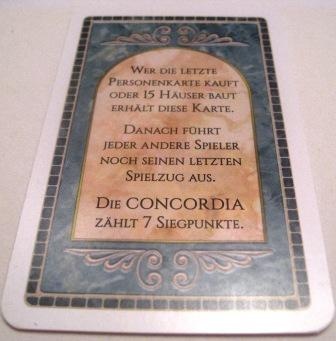 Wer die letzte
Personenkarte kauft
oder 15 Häuser baut
erhält diese Karte.
Danach führt
jeder andere Spieler
noch seinen letzten
Spielzug aus.
Die CONCORDIA
zählt 7 Siegpunkte.